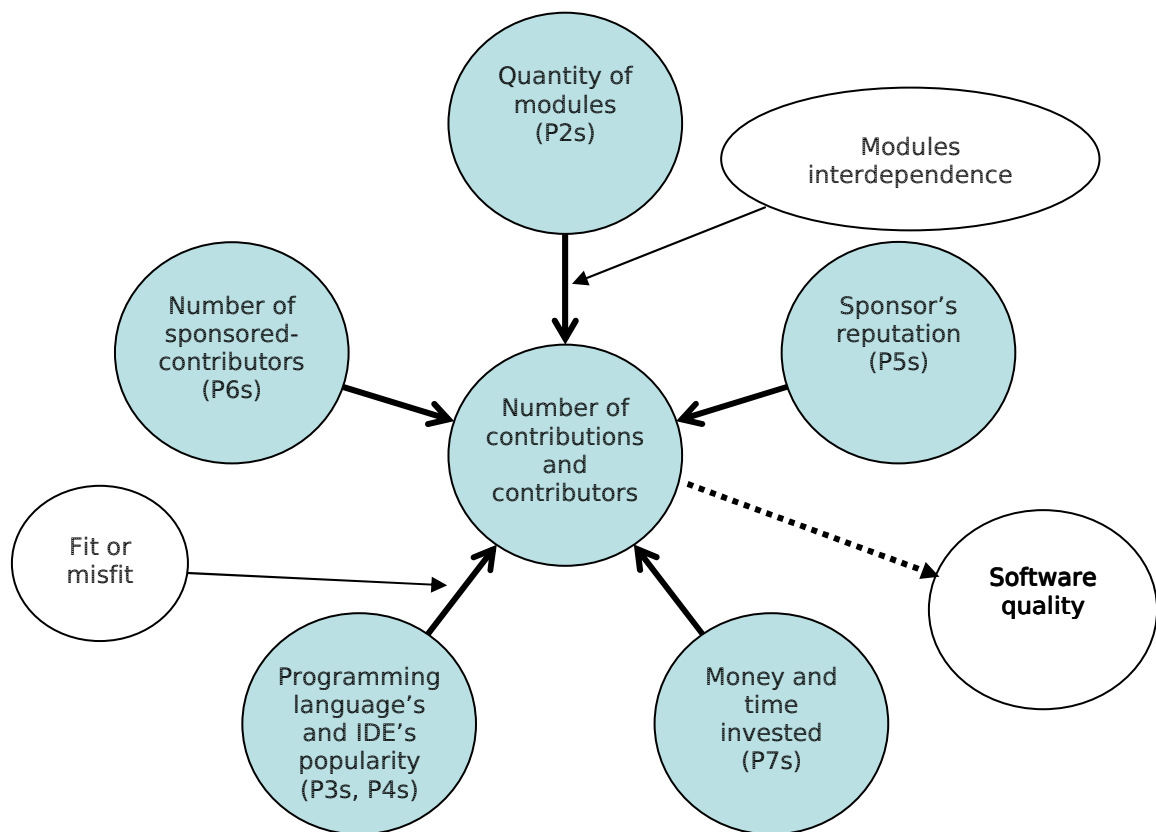 Quantity of
modules
(P2s)
Modules
interdependence
Number of
sponsored-
contributors
(P6s)
Sponsor’s
reputation
(P5s)
Number of
contributions
and
contributors
Fit or
misfit
Software
quality
Programming
language’s
and IDE’s
popularity
(P3s, P4s)
Money and
time
invested
(P7s)